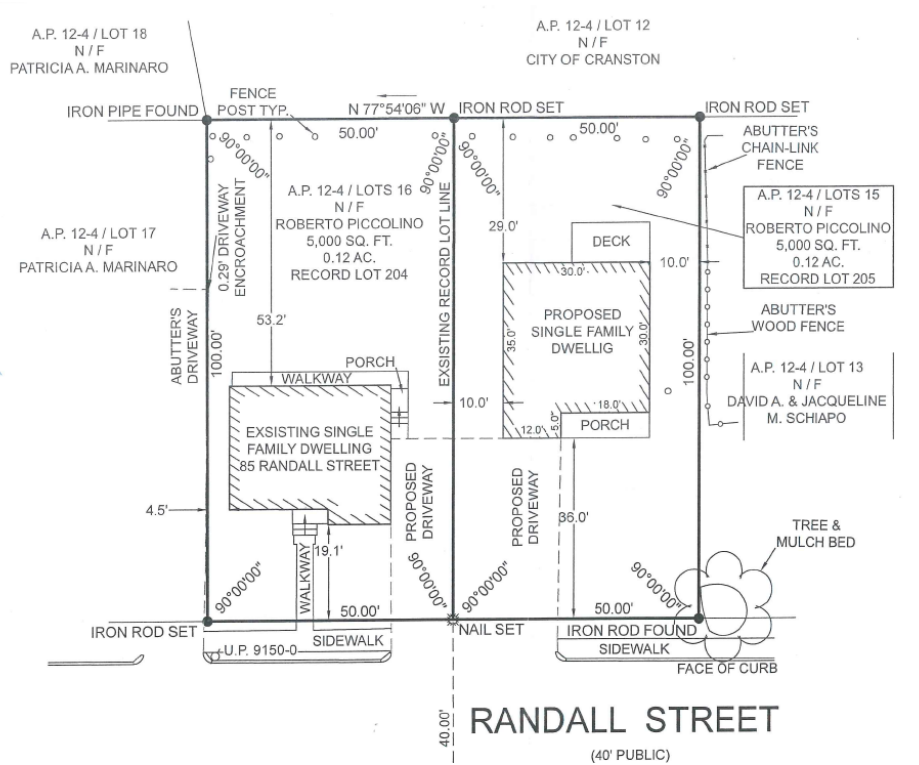 A.P. 12-4 / LOT 18
N / F
PATRICIA A. MARINARO
A.P. 12-4 / LOT 12
N / F
CITY OF CRANSTON
IRON PIPE FOUND
FENCE
POST TYP.
N 77°54'06" W
IRON ROD SET
IRON ROD SET
50.00'
50.00'
90°00'00"
90°00'00"
90°00'00"
90°00'00"
ABUTTER'S
CHAIN-LINK
FENCE
A.P. 12-4 / LOTS 16
N / F
ROBERTO PICCOLINO
5,000 SQ. FT.
0.12 AC.
RECORD LOT 204
A.P. 12-4 / LOTS 15
N / F
ROBERTO PICCOLINO
5,000 SQ. FT.
0.12 AC.
RECORD LOT 205
A.P. 12-4 / LOT 17
N / F
PATRICIA A. MARINARO
0.29' DRIVEWAY
ENCROACHMENT
EXSISTING RECORD LOT LINE
29.0'
DECK
10.0'
30.0'
53.2'
ABUTTER'S
DRIVEWAY
100.00'
PROPOSED
SINGLE FAMILY
DWELLIG
35.0'
30.0'
100.00'
ABUTTER'S
WOOD FENCE
PORCH
WALKWAY
A.P. 12-4 / LOT 13
N / F
DAVID A. & JACQUELINE
M. SCHIAPO
10.0'
18.0'
12.0'
5.0'
PORCH
EXSISTING SINGLE
FAMILY DWELLING
85 RANDALL STREET
4.5'
PROPOSED
DRIVEWAY
PROPOSED
DRIVEWAY
36.0'
19.1'
WALKWAY
TREE &
MULCH BED
90°00'00"
90°00'00"
90°00'00"
90°00'00"
50.00'
50.00'
IRON ROD SET
NAIL SET
IRON ROD FOUND
SIDEWALK
SIDEWALK
U.P. 9150-0
FACE OF CURB
40.00'
RANDALL STREET
(40' PUBLIC)